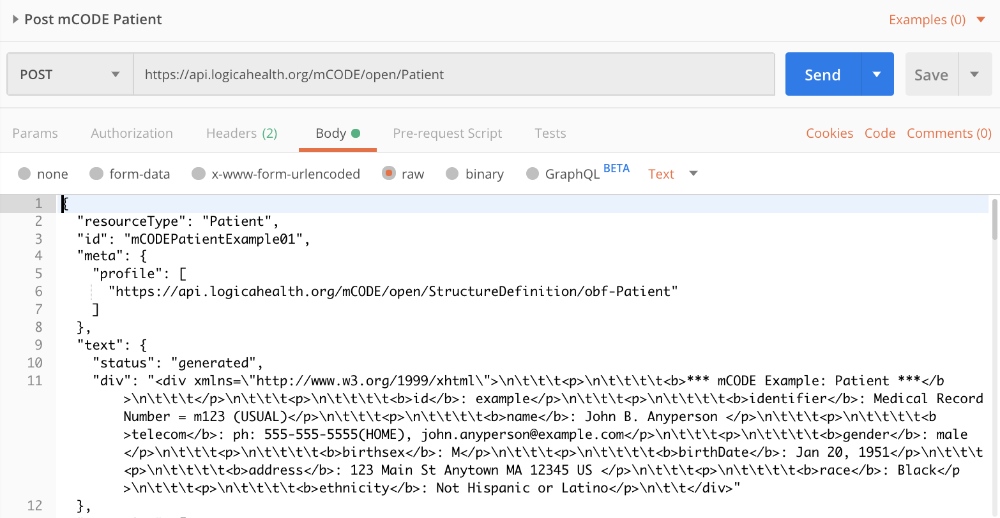 Post mCODE Patient
Examples (0)
POST
https://api.logicahealth.org/mCODE/open/Patient
Send
Save
Params Authorization Headers (2) Body Pre-request Script Tests Cookies Code Comments (0)
none form-data x-www-form-urlencoded raw binary GraphQL BETA Text
1 {
2 "resourceType": "Patient",
3 "id": "mCODEPatientExample01",
4 "meta": {
5 "profile": [
6 "https://api.logicahealth.org/mCODE/open/StructureDefinition/obf-Patient"
7 ]
8 },
9 "text": {
10 "status": "generated",
11 "div": "<div xmlns=\"http://www.w3.org/1999/xhtml\">\n\t\t\t<p>\n\t\t\t\t<b>*** mCODE Example: Patient ***</b
>\n\t\t\t</p>\n\t\t\t<p>\n\t\t\t\t<b>id</b>: example</p>\n\t\t\t<p>\n\t\t\t\t<b>identifier</b>: Medical Record
Number = m123 (USUAL)</p>\n\t\t\t<p>\n\t\t\t\t<b>name</b>: John B. Anyperson </p>\n\t\t\t<p>\n\t\t\t\t<b
>telecom</b>: ph: 555-555-5555(HOME), john.anyperson@example.com</p>\n\t\t\t<p>\n\t\t\t\t<b>gender</b>: male
</p>\n\t\t\t<p>\n\t\t\t\t<b>birthsex</b>: M</p>\n\t\t\t<p>\n\t\t\t\t<b>birthDate</b>: Jan 20, 1951</p>\n\t\t\t
<p>\n\t\t\t\t<b>address</b>: 123 Main St Anytown MA 12345 US </p>\n\t\t\t<p>\n\t\t\t\t<b>race</b>: Black</p
>\n\t\t\t<p>\n\t\t\t\t<b>ethnicity</b>: Not Hispanic or Latino</p>\n\t\t</div>"
12 },